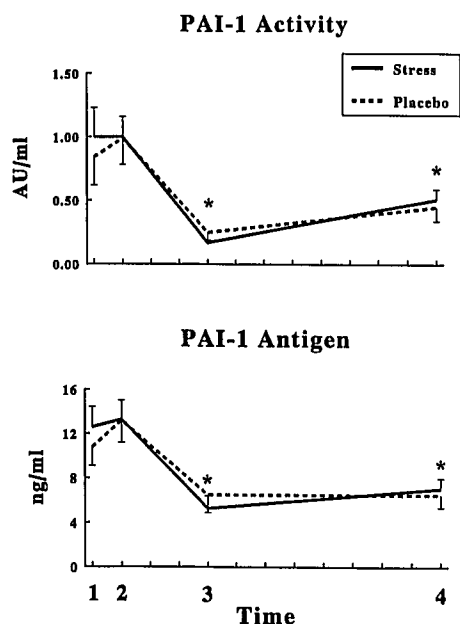 PAI-1 Activity
Stress
Placebo
1.50
1.00
0.50
0.00
AU/ml
*
*
PAI-1 Antigen
16
12
8
4
0
ng/ml
*
*
1 2 3 4
Time